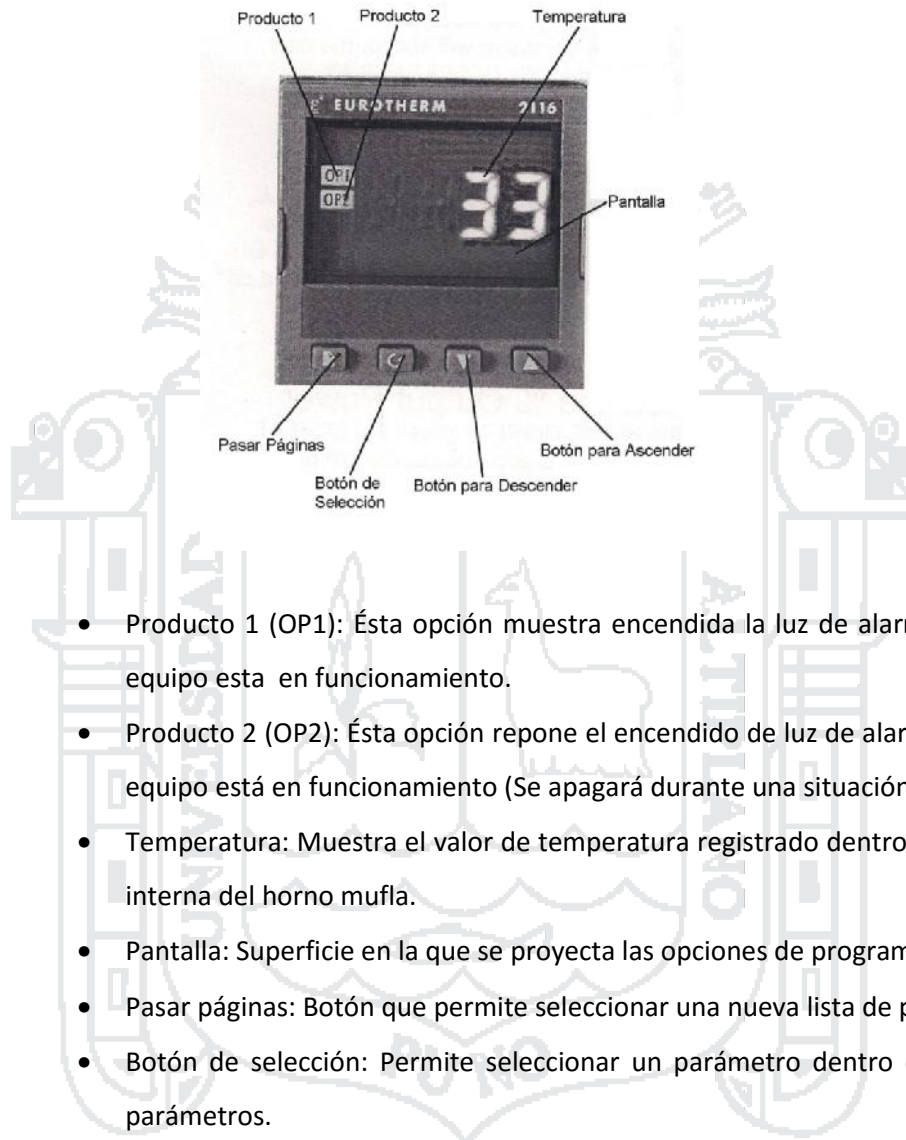 Producto 1
Producto 2
Temperatura
EUROTHERM 2116
OP1
OP2
33
Pantalla
Pasar Páginas
Botón de
Selección
Botón para Descender
Botón para Ascender
• Producto 1 (OP1): Ésta opción muestra encendida la luz de alar
equipo esta en funcionamiento.
• Producto 2 (OP2): Ésta opción repone el encendido de luz de alar
equipo está en funcionamiento (Se apagará durante una situación
• Temperatura: Muestra el valor de temperatura registrado dentro
interna del horno mufla.
• Pantalla: Superficie en la que se proyecta las opciones de program
• Pasar páginas: Botón que permite seleccionar una nueva lista de p
• Botón de selección: Permite seleccionar un parámetro dentro
parámetros.
UNIVERSIDAD
ALTIPLANO
PUNO